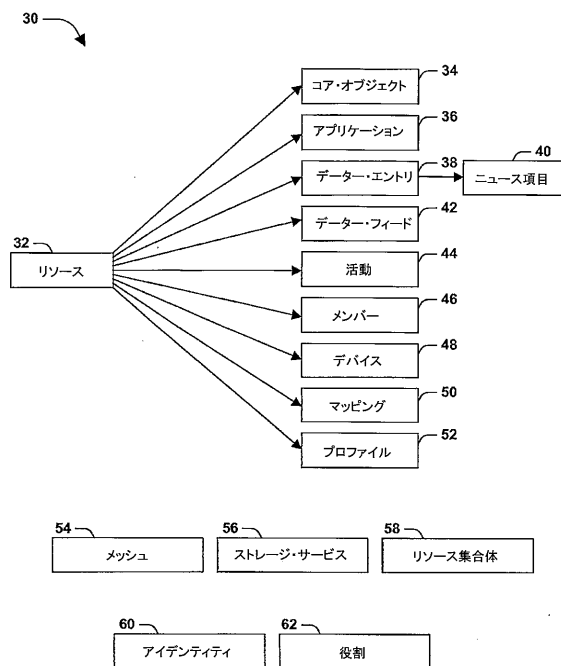 30
コア・オブジェクト 34
アプリケーション 36
データー・エントリ 38
ニュース項目 40
データー・フィード 42
32
リソース
活動 44
メンバー 46
デバイス 48
マッピング 50
プロファイル 52
54 56 58
メッシュ ストレージ・サービス リソース集合体
60 62
アイデンティティ 役割